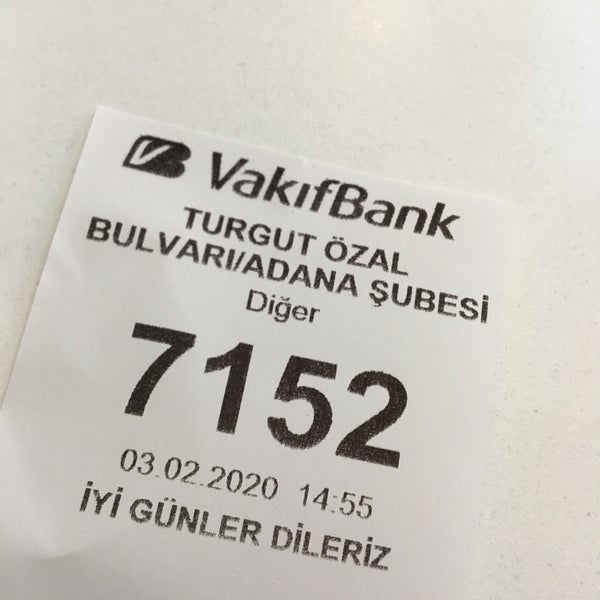 VakıfBank
TURGUT ÖZAL
BULVARI/ADANA ŞUBESİ
Diğer
7152
03.02.2020 14:55
İYİ GÜNLER DİLERİZ